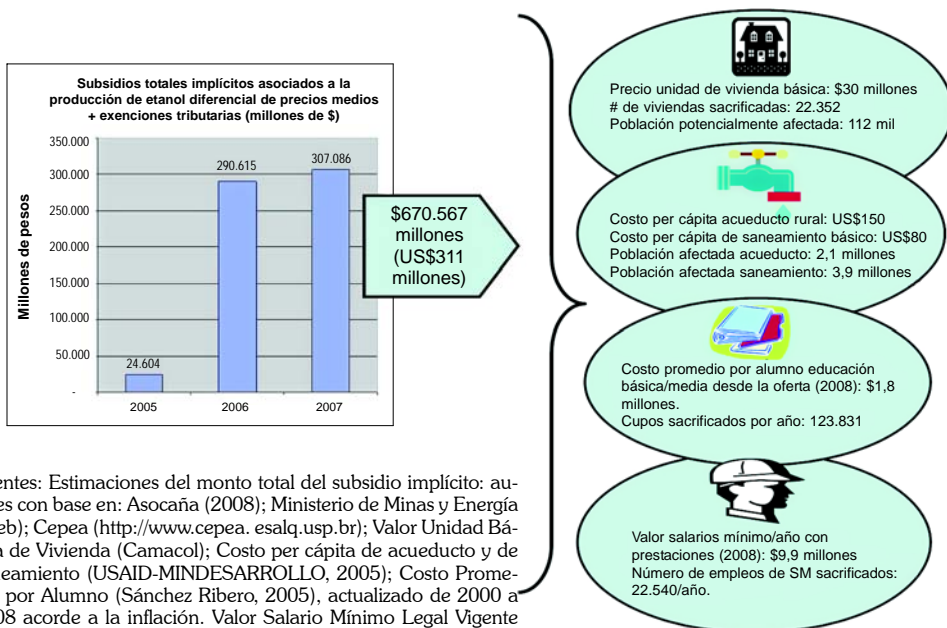 Subsidios totales implícitos asociados a la
producción de etanol diferencial de precios medios
+ exenciones tributarias (millones de $)
Millones de pesos
350.000
300.000
250.000
200.000
150.000
100.000
50.000
-
24.604
290.615
307.086
2005
2006
2007
$670.567
millones
(US$311
millones)
Precio unidad de vivienda básica: $30 millones
# de viviendas sacrificadas: 22.352
Población potencialmente afectada: 112 mil
Costo per cápita acueducto rural: US$150
Costo per cápita de saneamiento básico: US$80
Población afectada acueducto: 2,1 millones
Población afectada saneamiento: 3,9 millones
Costo promedio por alumno educación
básica/media desde la oferta (2008): $1,8
millones.
Cupos sacrificados por año: 123.831
Valor salarios mínimo/año con
prestaciones (2008): $9,9 millones
Número de empleos de SM sacrificados:
22.540/año.
entes: Estimaciones del monto total del subsidio implícito: au-
es con base en: Asocaña (2008); Ministerio de Minas y Energía
eb); Cepea (http://www.cepea. esalq.usp.br); Valor Unidad Bá-
a de Vivienda (Camacol); Costo per cápita de acueducto y de
eamiento (USAID-MINDESARROLLO, 2005); Costo Prome-
por Alumno (Sánchez Ribero, 2005), actualizado de 2000 a
08 acorde a la inflación. Valor Salario Mínimo Legal Vigente